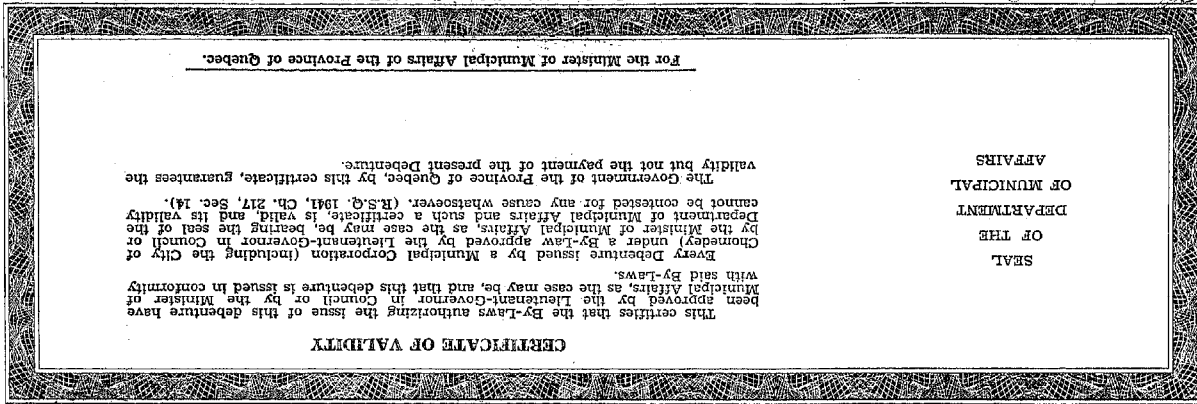 CERTIFICATE OF VALIDITY
This certifies that the By-Laws authorizing the issue of this debenture have
been approved by the Lieutenant-Governor in Council or by the Minister of
Municipal Affairs, as the case may be, and that this debenture is issued in conformity
with said By-Laws.
Every Debenture issued by a Municipal Corporation (including the City of
Chomedey) under a By-Law approved by the Lieutenant-Governor in Council or
by the Minister of Municipal Affairs, as the case may be, bearing the seal of the
Department of Municipal Affairs and such a certificate, is valid, and its validity
cannot be contested for any cause whatsoever. (R.S.Q. 1941, Ch. 217, Sec. 14).
The Government of the Province of Quebec, by this certificate, guarantees the
validity but not the payment of the present Debenture.
For the Minister of Municipal Affairs of the Province of Quebec.
SEAL
OF THE
DEPARTMENT
OF MUNICIPAL
AFFAIRS